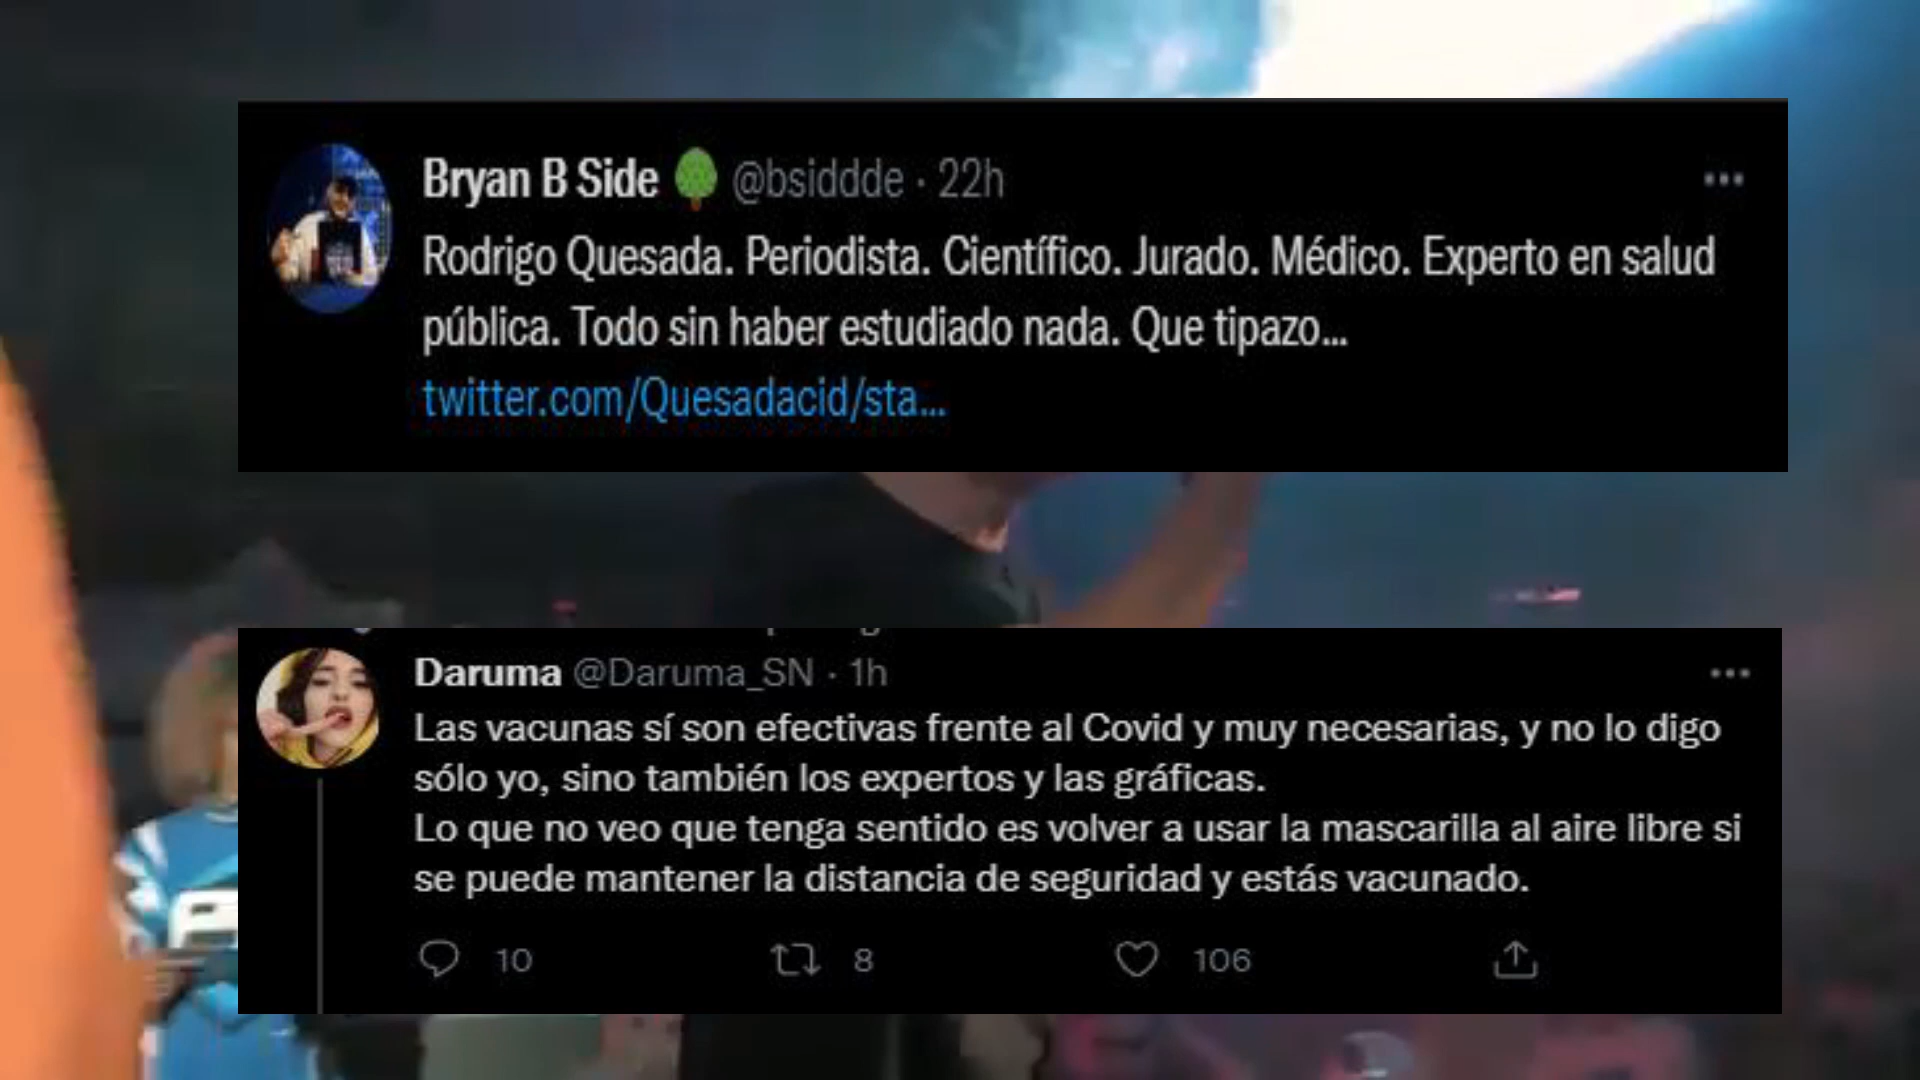 Bryan B Side @bsiddde · 22h
Rodrigo Quesada. Periodista. Científico. Jurado. Médico. Experto en salud
pública. Todo sin haber estudiado nada. Que tipazo...
twitter.com/Quesadacid/sta...
Daruma @Daruma_SN · 1h
Las vacunas sí son efectivas frente al Covid y muy necesarias, y no lo digo
sólo yo, sino también los expertos y las gráficas.
Lo que no veo que tenga sentido es volver a usar la mascarilla al aire libre si
se puede mantener la distancia de seguridad y estás vacunado.
10 8 106